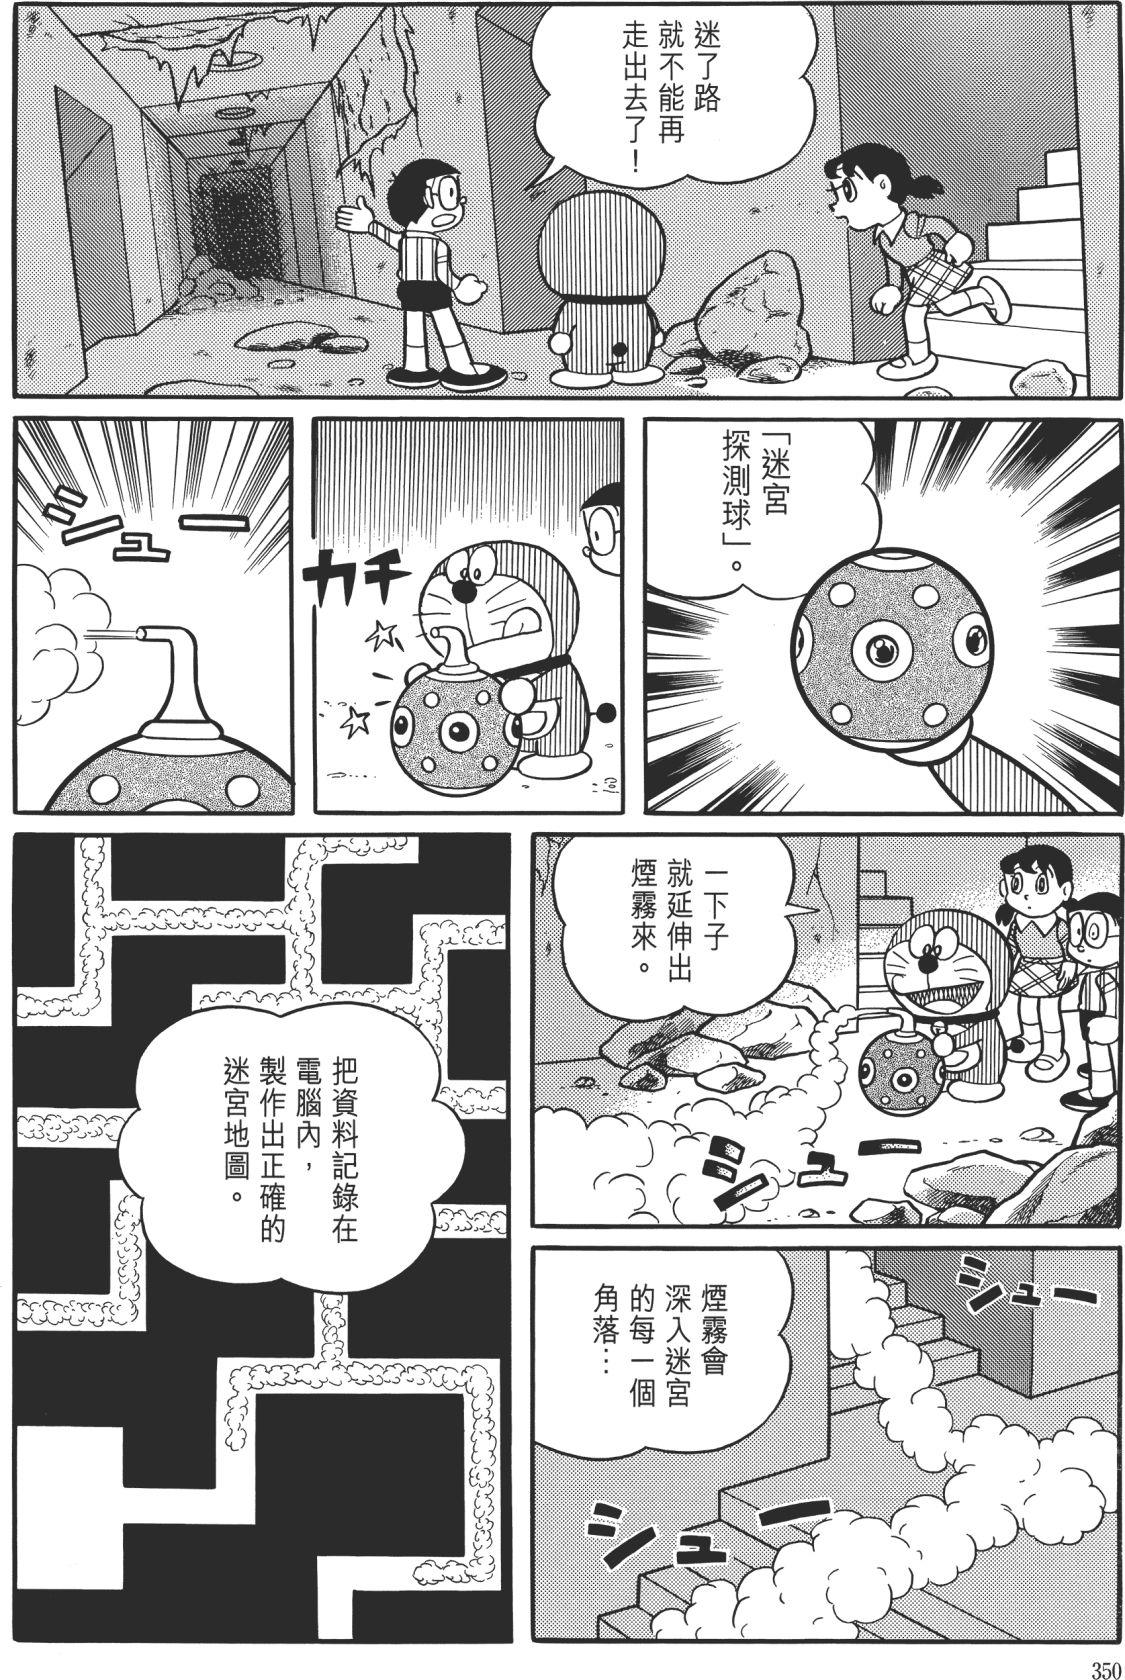 迷了路
就不能再
走出去了！
「迷宮
探測球」。
カチ
シュー
一下子
就延伸出
煙霧來。
シュー
シュー
煙霧會
深入迷宮
的每一個
角落…
シュー
把資料記錄在
電腦內，
製作出正確的
迷宮地圖。
350